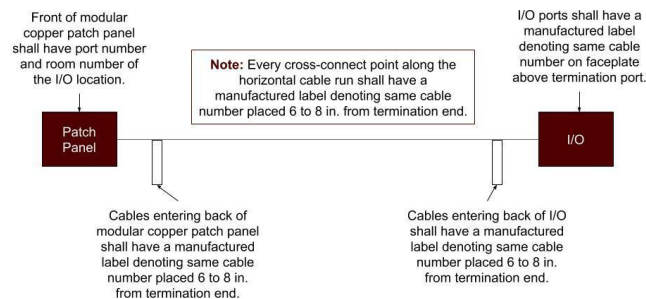 Front of modular
copper patch panel
shall have port number
and room number of
the I/O location.
Note: Every cross-connect point along the
horizontal cable run shall have a
manufactured label denoting same cable
number placed 6 to 8 in. from termination end.
I/O ports shall have a
manufactured label
denoting same cable
number on faceplate
above termination port.
Patch
Panel
I/O
Cables entering back of
modular copper patch panel
shall have a manufactured
label denoting same cable
number placed 6 to 8 in.
from termination end.
Cables entering back of I/O
shall have a manufactured
label denoting same cable
number placed 6 to 8 in.
from termination end.